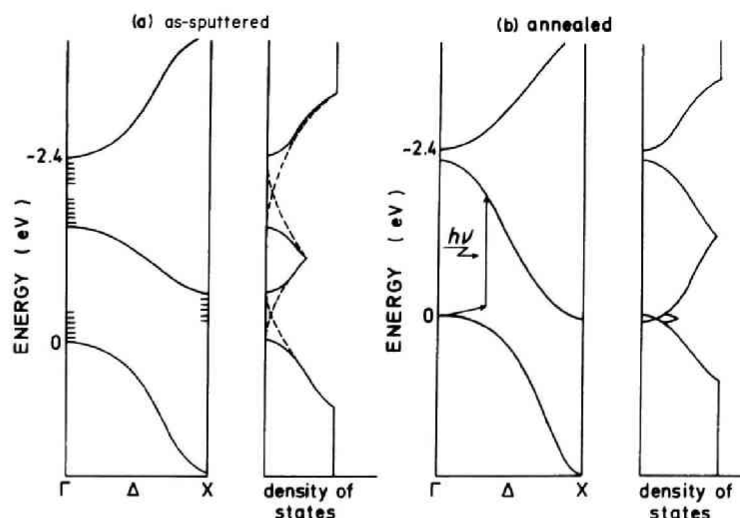 (a) as-sputtered
(b) annealed
ENERGY (eV)
-2.4
0
Γ Δ X
density of
states
ENERGY (eV)
-2.4
0
hν
Γ Δ X
density of
states